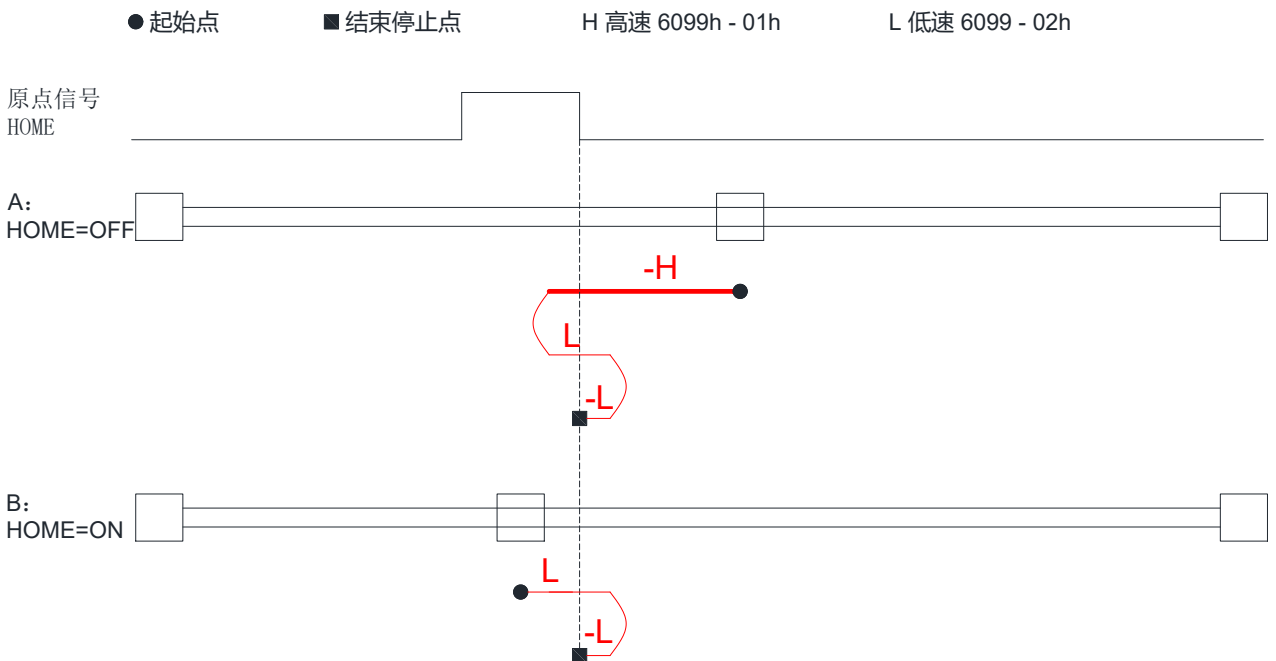 起始点 结束停止点 H 高速 6099h - 01h L 低速 6099 - 02h
原点信号
HOME
A:
HOME=OFF
-H
L
-L
B:
HOME=ON
L
-L